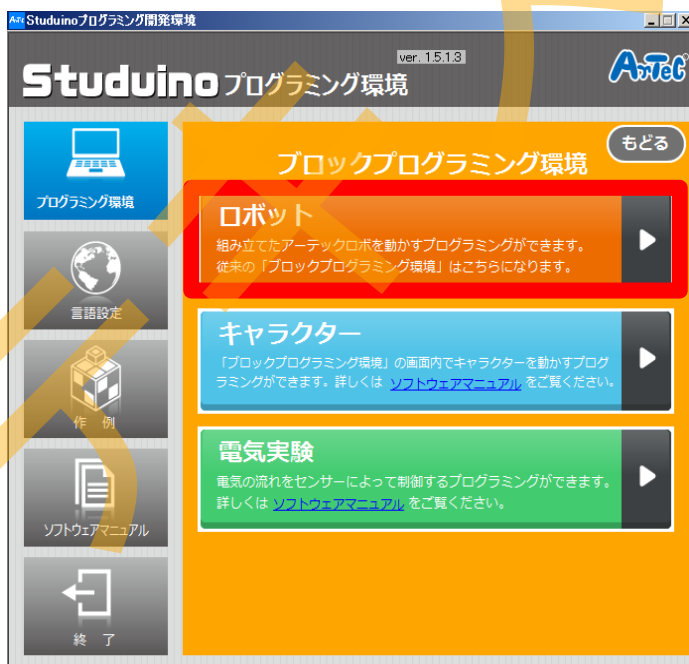 Studuinoプログラミング開発環境
ver. 1.5.1.3
Studuino プログラミング環境
ArTeC
もどる
ブロックプログラミング環境
プログラミング環境
ロボット
組み立てたアーテックロボを動かすプログラミングができます。
従来の「ブロックプログラミング環境」はこちらになります。
言語設定
キャラクター
「ブロックプログラミング環境」の画面内でキャラクターを動かすプログ
ラミングができます。詳しくは ソフトウェアマニュアル をご覧ください。
作 例
電気実験
電気の流れをセンサーによって制御するプログラミングができます。
詳しくは ソフトウェアマニュアル をご覧ください。
ソフトウェアマニュアル
終 了